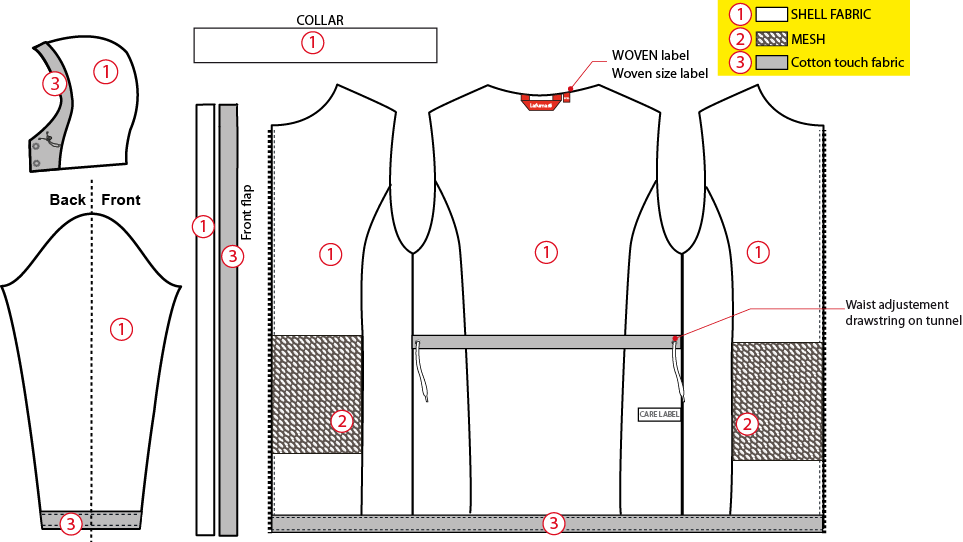 COLLAR
1
1 SHELL FABRIC
2 MESH
3 Cotton touch fabric
WOVEN label
Woven size label
Lafuma
1
3
Back Front
1
3
1
3
Front flap
1
1
1
Waist adjustement
drawstring on tunnel
2
CARE LABEL
2
3